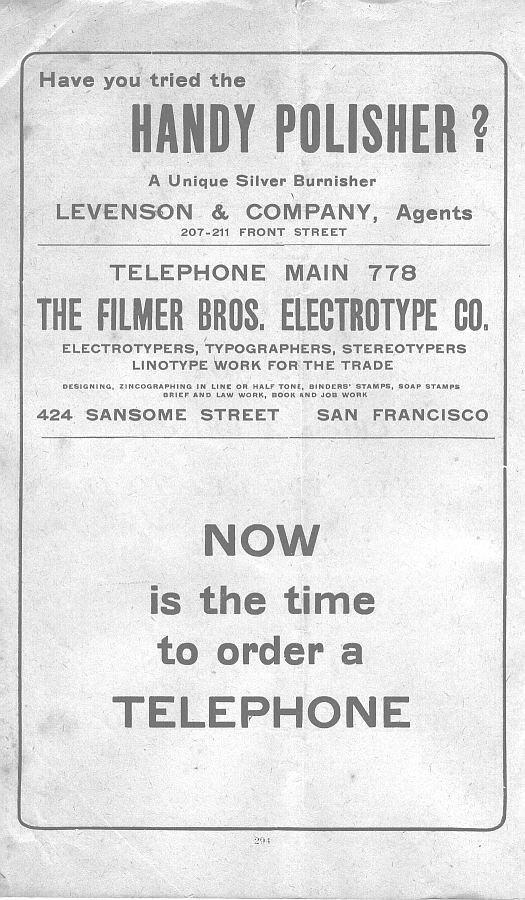 Have you tried the
HANDY POLISHER?
A Unique Silver Burnisher
LEVENSON & COMPANY, Agents
207-211 FRONT STREET
TELEPHONE MAIN 778
THE FILMER BROS. ELECTROTYPE CO.
ELECTROTYPERS, TYPOGRAPHERS, STEREOTYPERS
LINOTYPE WORK FOR THE TRADE
DESIGNING, ZINCOGRAPHING IN LINE OR HALF TONE, BINDERS' STAMPS, SOAP STAMPS
BRIEF AND LAW WORK, BOOK AND JOB WORK
424 SANSOME STREET SAN FRANCISCO
NOW
is the time
to order a
TELEPHONE
294